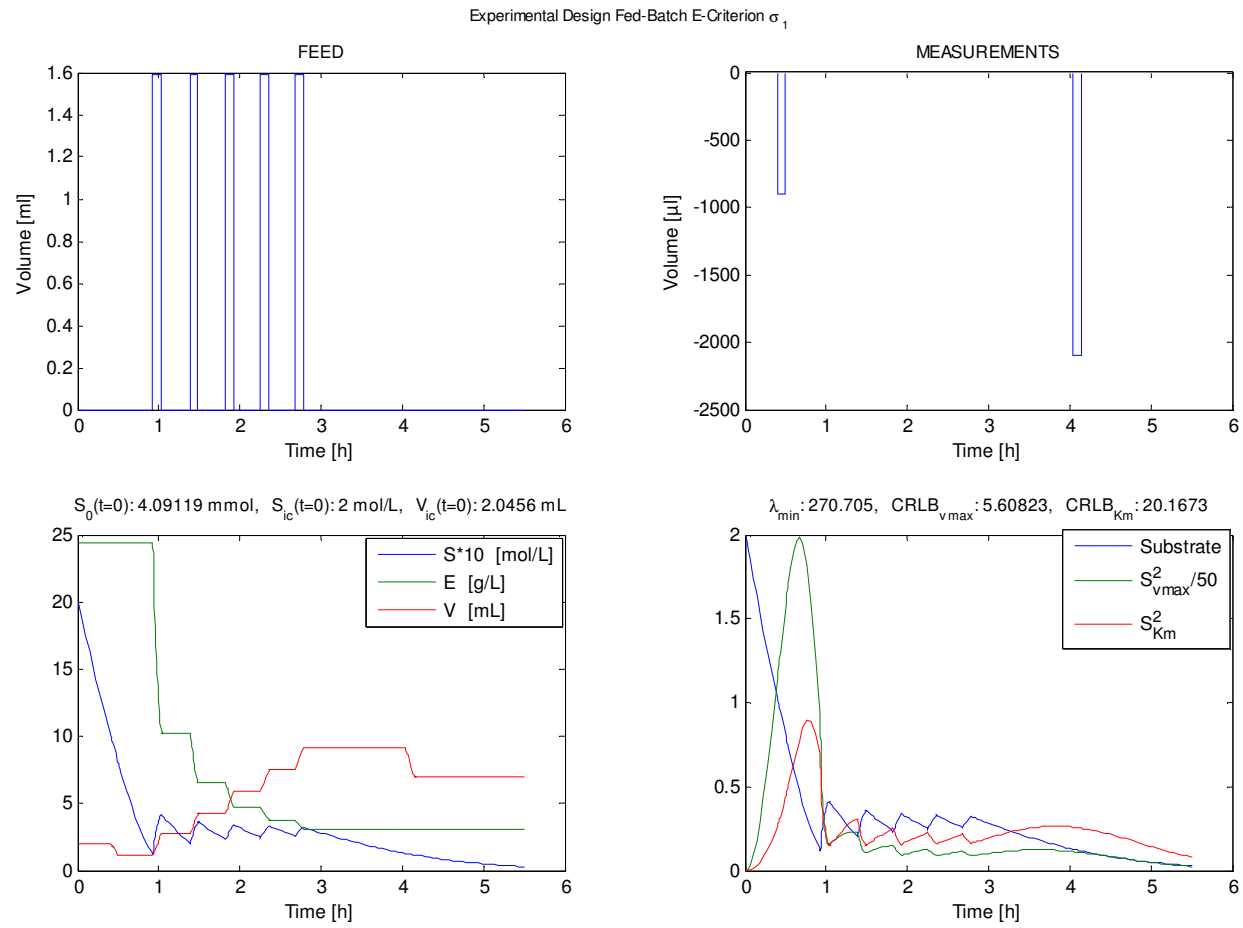 Experimental Design Fed-Batch E-Criterion σ1
FEED
1.6
1.4
1.2
1
0.8
0.6
0.4
0.2
0
Volume [ml]
0 1 2 3 4 5 6
Time [h]
MEASUREMENTS
0
-500
-1000
-1500
-2000
-2500
Volume [µl]
0 1 2 3 4 5 6
Time [h]
S0(t=0): 4.09119 mmol, Sic(t=0): 2 mol/L, Vic(t=0): 2.0456 mL
25
20
15
10
5
0
S*10 [mol/L]
E [g/L]
V [mL]
0 1 2 3 4 5 6
Time [h]
λmin: 270.705, CRLBvmax: 5.60823, CRLBKm: 20.1673
2
1.5
1
0.5
0
Substrate
S²vmax/50
S²Km
0 1 2 3 4 5 6
Time [h]